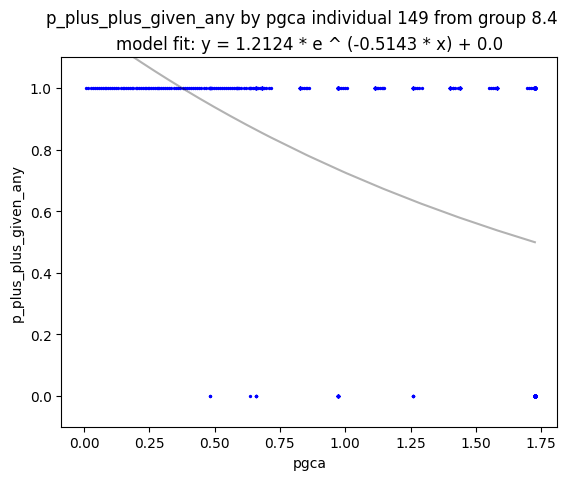 p_plus_plus_given_any by pgca individual 149 from group 8.4
model fit: y = 1.2124 * e ^ (-0.5143 * x) + 0.0
1.0
0.8
0.6
0.4
0.2
0.0
p_plus_plus_given_any
0.00 0.25 0.50 0.75 1.00 1.25 1.50 1.75
pgca